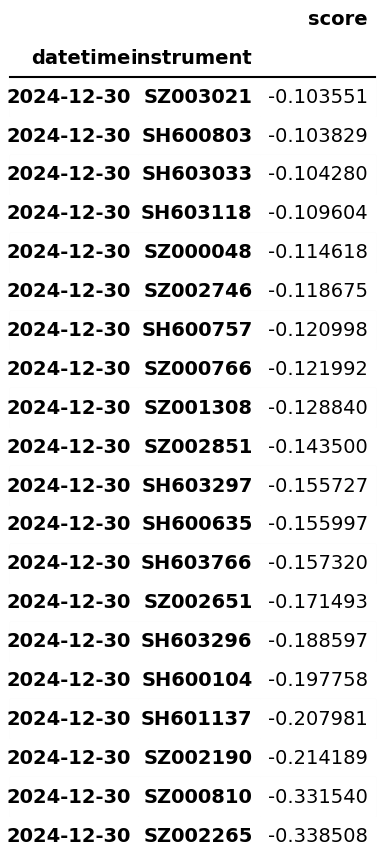 score
datetime instrument
2024-12-30 SZ003021 -0.103551
2024-12-30 SH600803 -0.103829
2024-12-30 SH603033 -0.104280
2024-12-30 SH603118 -0.109604
2024-12-30 SZ000048 -0.114618
2024-12-30 SZ002746 -0.118675
2024-12-30 SH600757 -0.120998
2024-12-30 SZ000766 -0.121992
2024-12-30 SZ001308 -0.128840
2024-12-30 SZ002851 -0.143500
2024-12-30 SH603297 -0.155727
2024-12-30 SH600635 -0.155997
2024-12-30 SH603766 -0.157320
2024-12-30 SZ002651 -0.171493
2024-12-30 SH603296 -0.188597
2024-12-30 SH600104 -0.197758
2024-12-30 SH601137 -0.207981
2024-12-30 SZ002190 -0.214189
2024-12-30 SZ000810 -0.331540
2024-12-30 SZ002265 -0.338508